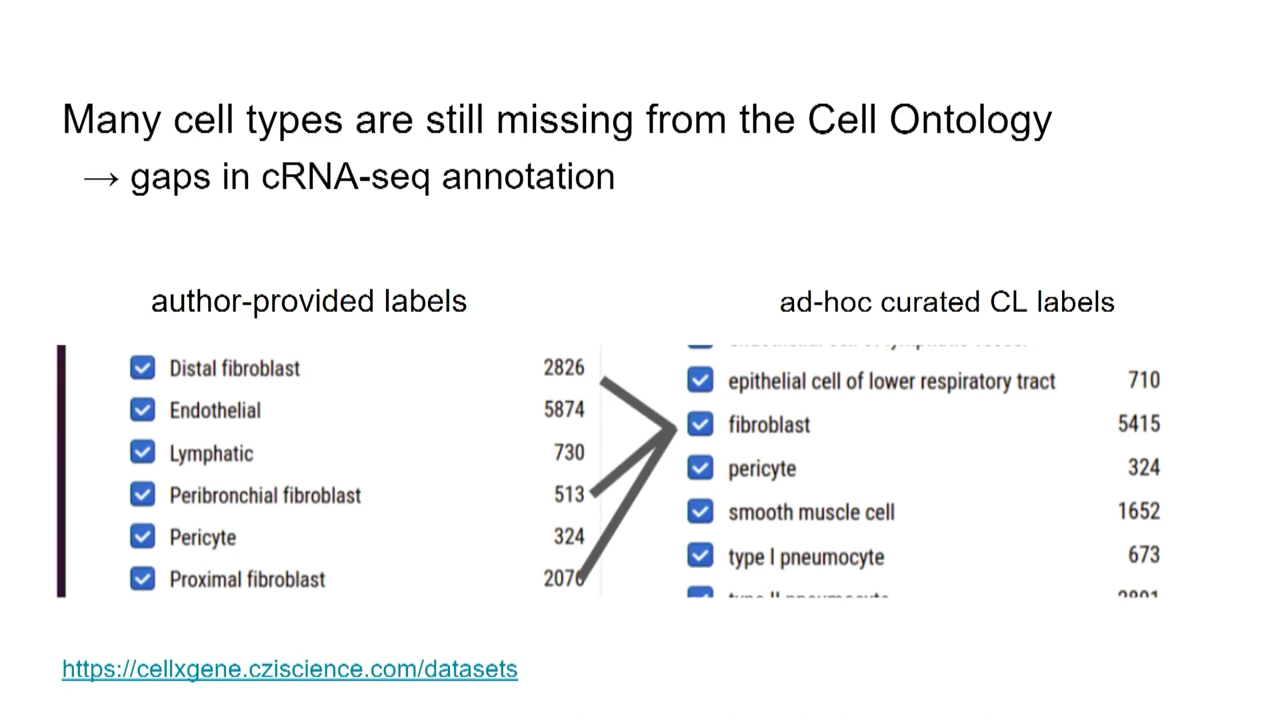 Many cell types are still missing from the Cell Ontology
→ gaps in cRNA-seq annotation
author-provided labels
ad-hoc curated CL labels
Distal fibroblast 2826
Endothelial 5874
Lymphatic 730
Peribronchial fibroblast 513
Pericyte 324
Proximal fibroblast 2076
epithelial cell of lower respiratory tract 710
fibroblast 5415
pericyte 324
smooth muscle cell 1652
type I pneumocyte 673
https://cellxgene.cziscience.com/datasets